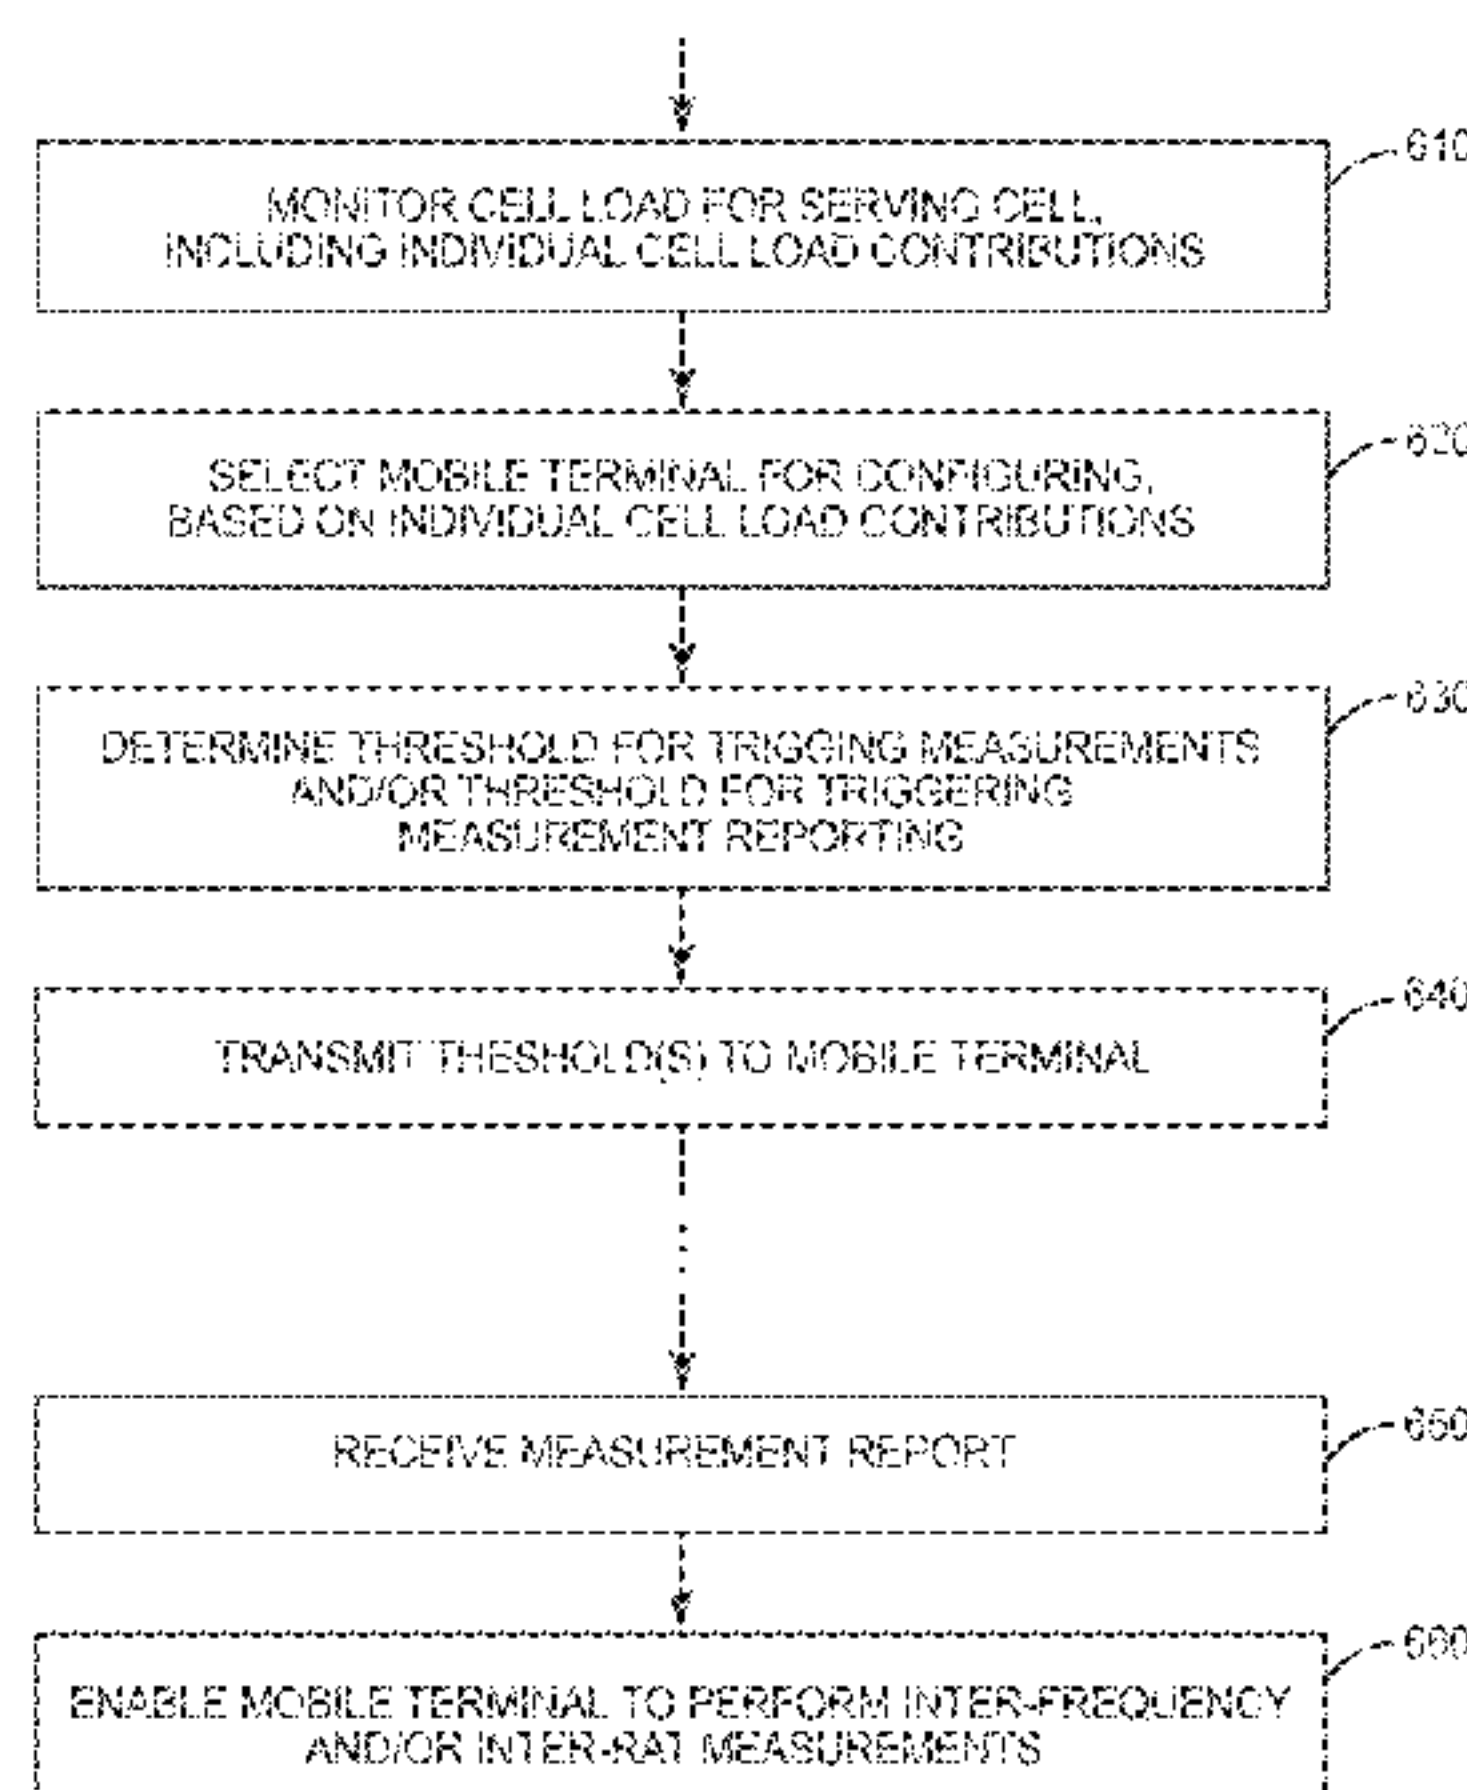 610
MONITOR CELL LOAD FOR SERVING CELL,
INCLUDING INDIVIDUAL CELL LOAD CONTRIBUTIONS
620
SELECT MOBILE TERMINAL FOR CONFIGURING,
BASED ON INDIVIDUAL CELL LOAD CONTRIBUTIONS
630
DETERMINE THRESHOLD FOR TRIGGING MEASUREMENTS
AND/OR THRESHOLD FOR TRIGGERING
MEASUREMENT REPORTING
640
TRANSMIT THESHOLD(S) TO MOBILE TERMINAL
650
RECEIVE MEASUREMENT REPORT
660
ENABLE MOBILE TERMINAL TO PERFORM INTER-FREQUENCY
AND/OR INTER-RAT MEASUREMENTS